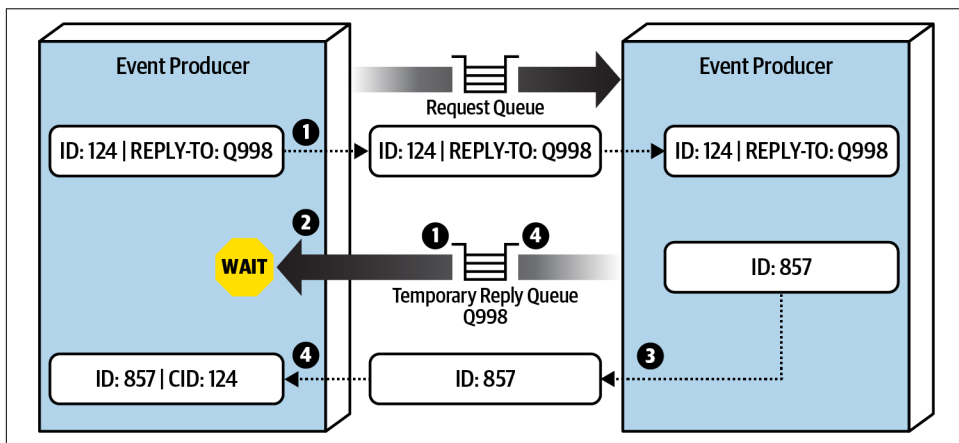 Event Producer
Event Producer
Request Queue
1
ID: 124 | REPLY-TO: Q998
ID: 124 | REPLY-TO: Q998
ID: 124 | REPLY-TO: Q998
2
1
4
WAIT
ID: 857
Temporary Reply Queue
Q998
4
3
ID: 857 | CID: 124
ID: 857